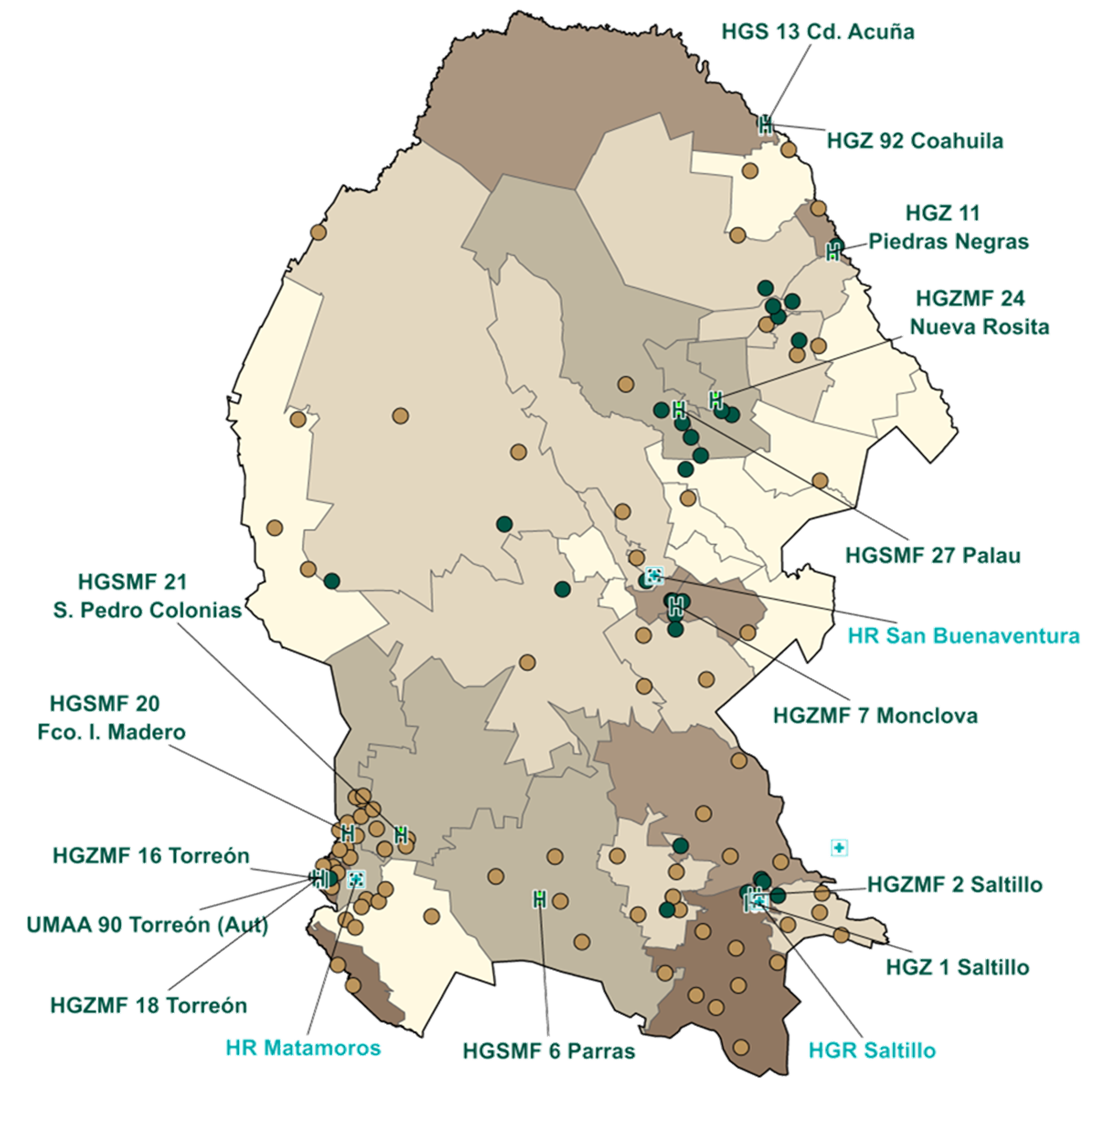 HGS 13 Cd. Acuña
HGZ 92 Coahuila
HGZ 11
Piedras Negras
HGZMF 24
Nueva Rosita
HGSMF 27 Palau
HGSMF 21
S. Pedro Colonias
HR San Buenaventura
HGSMF 20
Fco. I. Madero
HGZMF 7 Monclova
HGZMF 16 Torreón
HGZMF 2 Saltillo
UMAA 90 Torreón (Aut)
HGZ 1 Saltillo
HGZMF 18 Torreón
HR Matamoros
HGSMF 6 Parras
HGR Saltillo